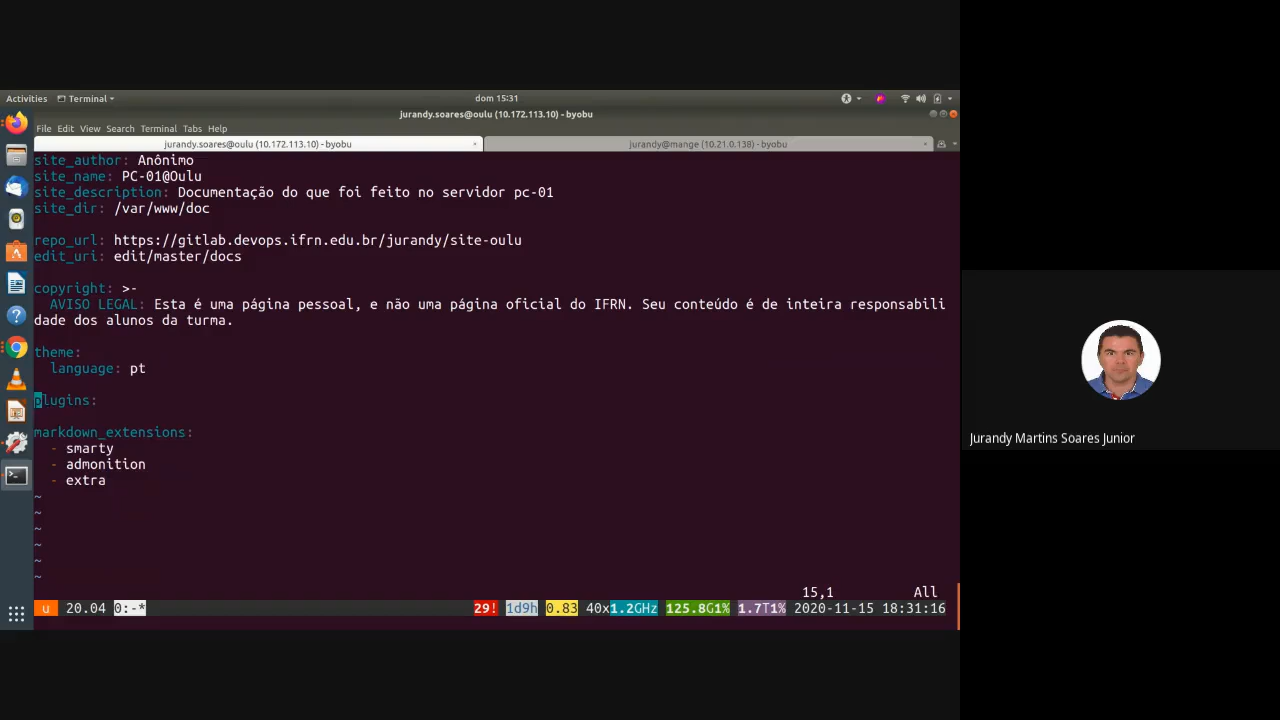 Activities Terminal dom 15:31
jurandy.soares@oulu (10.172.113.10) - byobu
File Edit View Search Terminal Tabs Help
jurandy.soares@oulu (10.172.113.10) - byobu jurandy@mange (10.21.0.138) - byobu
site_author: Anônimo
site_name: PC-01@Oulu
site_description: Documentação do que foi feito no servidor pc-01
site_dir: /var/www/doc
repo_url: https://gitlab.devops.ifrn.edu.br/jurandy/site-oulu
edit_uri: edit/master/docs
copyright: >-
AVISO LEGAL: Esta é uma página pessoal, e não uma página oficial do IFRN. Seu conteúdo é de inteira responsabili
dade dos alunos da turma.
theme:
language: pt
plugins:
markdown_extensions:
- smarty
- admonition
- extra
~
~
~
~
~
~
15,1 All
u 20.04 0:-* 29! 1d9h 0.83 40x1.2GHz 125.8G1% 1.7T1% 2020-11-15 18:31:16
Jurandy Martins Soares Junior